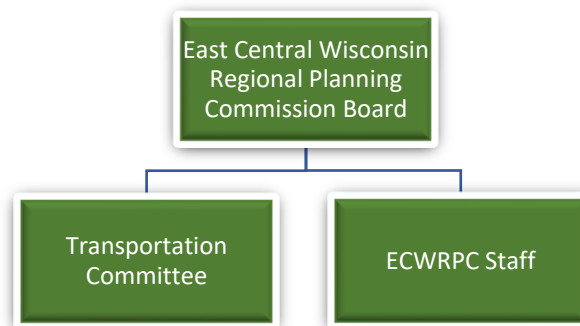 East Central Wisconsin
Regional Planning
Commission Board
Transportation
Committee
ECWRPC Staff